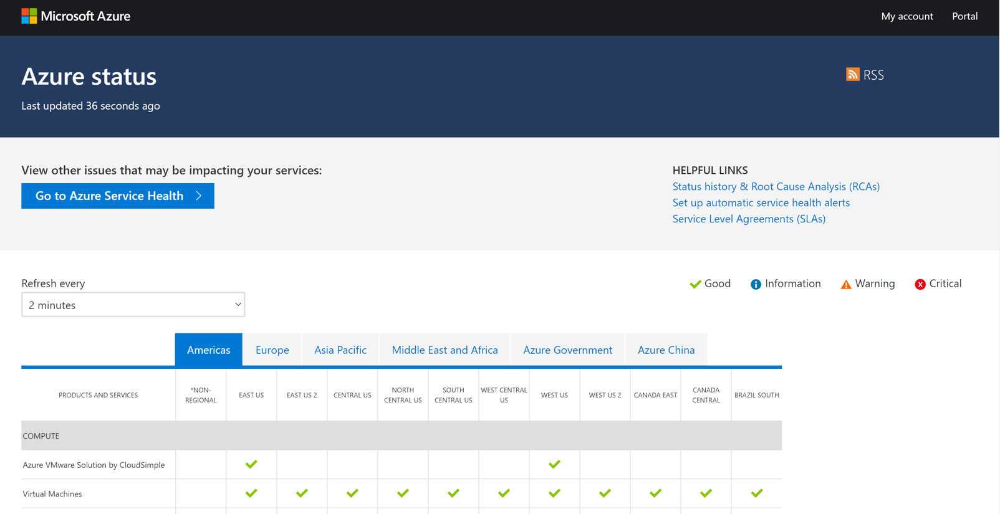 Microsoft Azure
My account
Portal
Azure status
RSS
Last updated 36 seconds ago
View other issues that may be impacting your services:
Go to Azure Service Health
HELPFUL LINKS
Status history & Root Cause Analysis (RCAs)
Set up automatic service health alerts
Service Level Agreements (SLAs)
Refresh every
2 minutes
Good
Information
Warning
Critical
Americas
Europe
Asia Pacific
Middle East and Africa
Azure Government
Azure China
PRODUCTS AND SERVICES
*NON-
REGIONAL
EAST US
EAST US 2
CENTRAL US
NORTH
CENTRAL US
SOUTH
CENTRAL US
WEST CENTRAL
US
WEST US
WEST US 2
CANADA EAST
CANADA
CENTRAL
BRAZIL SOUTH
COMPUTE
Azure VMware Solution by CloudSimple
Virtual Machines